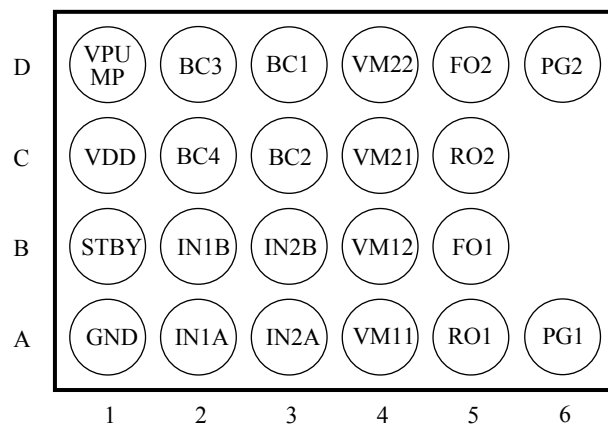 D VPU MP BC3 BC1 VM22 FO2 PG2
C VDD BC4 BC2 VM21 RO2
B STBY IN1B IN2B VM12 FO1
A GND IN1A IN2A VM11 RO1 PG1
1 2 3 4 5 6